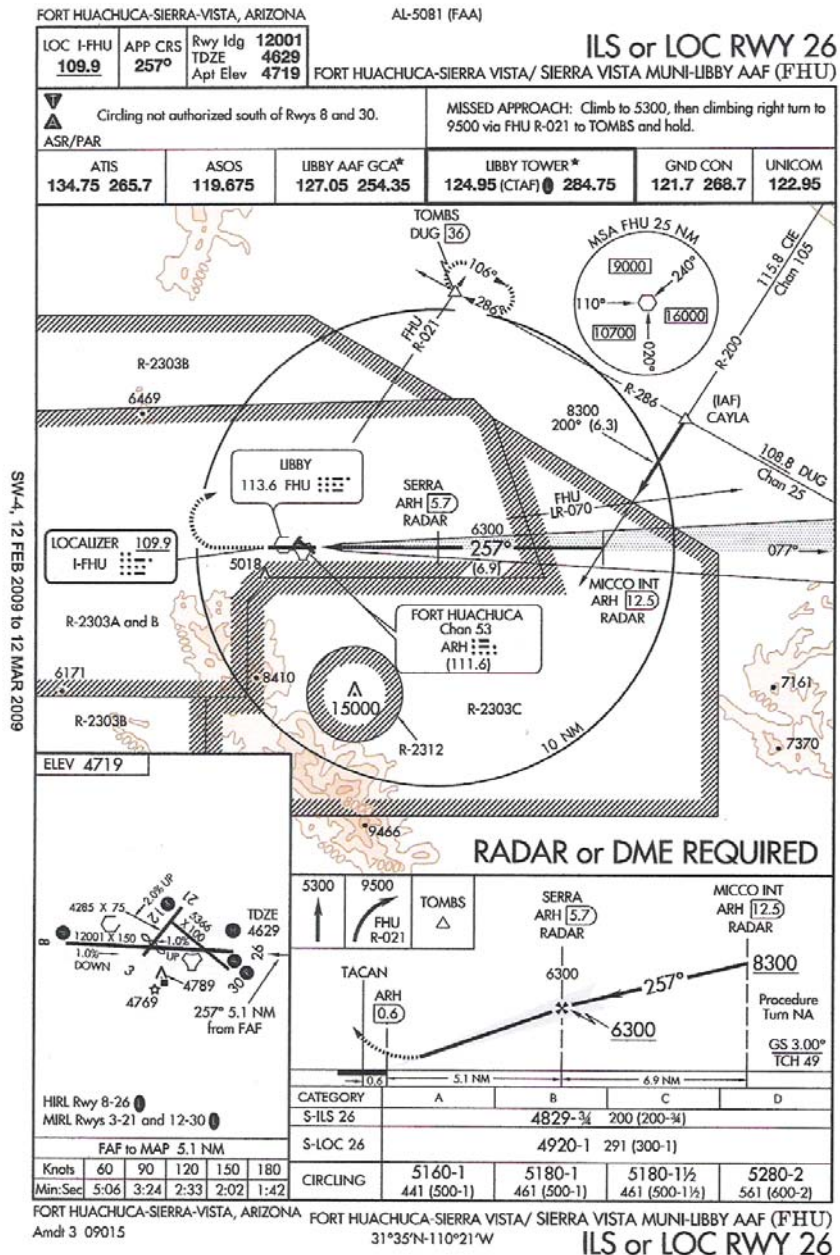 FORT HUACHUCA-SIERRA-VISTA, ARIZONA
AL-5081 (FAA)
LOC I-FHU
109.9
APP CRS
257°
Rwy ldg 12001
TDZE 4629
Apt Elev 4719
ILS or LOC RWY 26
FORT HUACHUCA-SIERRA VISTA/ SIERRA VISTA MUNI-LIBBY AAF (FHU)
T
A
ASR/PAR
Circling not authorized south of Rwys 8 and 30.
MISSED APPROACH: Climb to 5300, then climbing right turn to
9500 via FHU R-021 to TOMBS and hold.
ATIS
134.75 265.7
ASOS
119.675
LIBBY AAF GCA*
127.05 254.35
LIBBY TOWER*
124.95 (CTAF) L 284.75
GND CON
121.7 268.7
UNICOM
122.95
TOMBS
DUG 36
106°
286°
MSA FHU 25 NM
9000
240°
110°
16000
10700
020°
115.8 CIE
Chan 105
R-200
FHU
R-021
R-2303B
6469
R-286
(IAF)
CAYLA
8300
200° (6.3)
108.8 DUG
Chan 25
LIBBY
113.6 FHU
SERRA
ARH 5.7
RADAR
FHU
LR-070
6300
257°
(6.9)
077°
LOCALIZER 109.9
I-FHU
5018
MICCO INT
ARH 12.5
RADAR
R-2303A and B
FORT HUACHUCA
Chan 53
ARH
(111.6)
6171
8410
15000
R-2303C
7161
R-2303B
R-2312
10 NM
7370
9466
7000
RADAR or DME REQUIRED
ELEV 4719
4285 X 75
2.0% UP
21
12
5366
X 100
TDZE
4629
8
12001 X 150
1.0%
UP
1.0%
DOWN
3
26
30
4789
4769
257° 5.1 NM
from FAF
HIRL Rwy 8-26 L
MIRL Rwys 3-21 and 12-30 L
FAF to MAP 5.1 NM
Knots 60 90 120 150 180
Min:Sec 5:06 3:24 2:33 2:02 1:42
5300
9500
FHU
R-021
TOMBS
SERRA
ARH 5.7
RADAR
MICCO INT
ARH 12.5
RADAR
TACAN
ARH
0.6
6300
257°
8300
6300
Procedure
Turn NA
GS 3.00°
TCH 49
0.6
5.1 NM
6.9 NM
CATEGORY A B C D
S-ILS 26 4829-¾ 200 (200-¾)
S-LOC 26 4920-1 291 (300-1)
CIRCLING
5160-1
441 (500-1)
5180-1
461 (500-1)
5180-1½
461 (500-1½)
5280-2
561 (600-2)
FORT HUACHUCA-SIERRA-VISTA, ARIZONA
Amdt 3 09015
31°35'N-110°21'W
FORT HUACHUCA-SIERRA VISTA/ SIERRA VISTA MUNI-LIBBY AAF (FHU)
ILS or LOC RWY 26
SW-4, 12 FEB 2009 to 12 MAR 2009